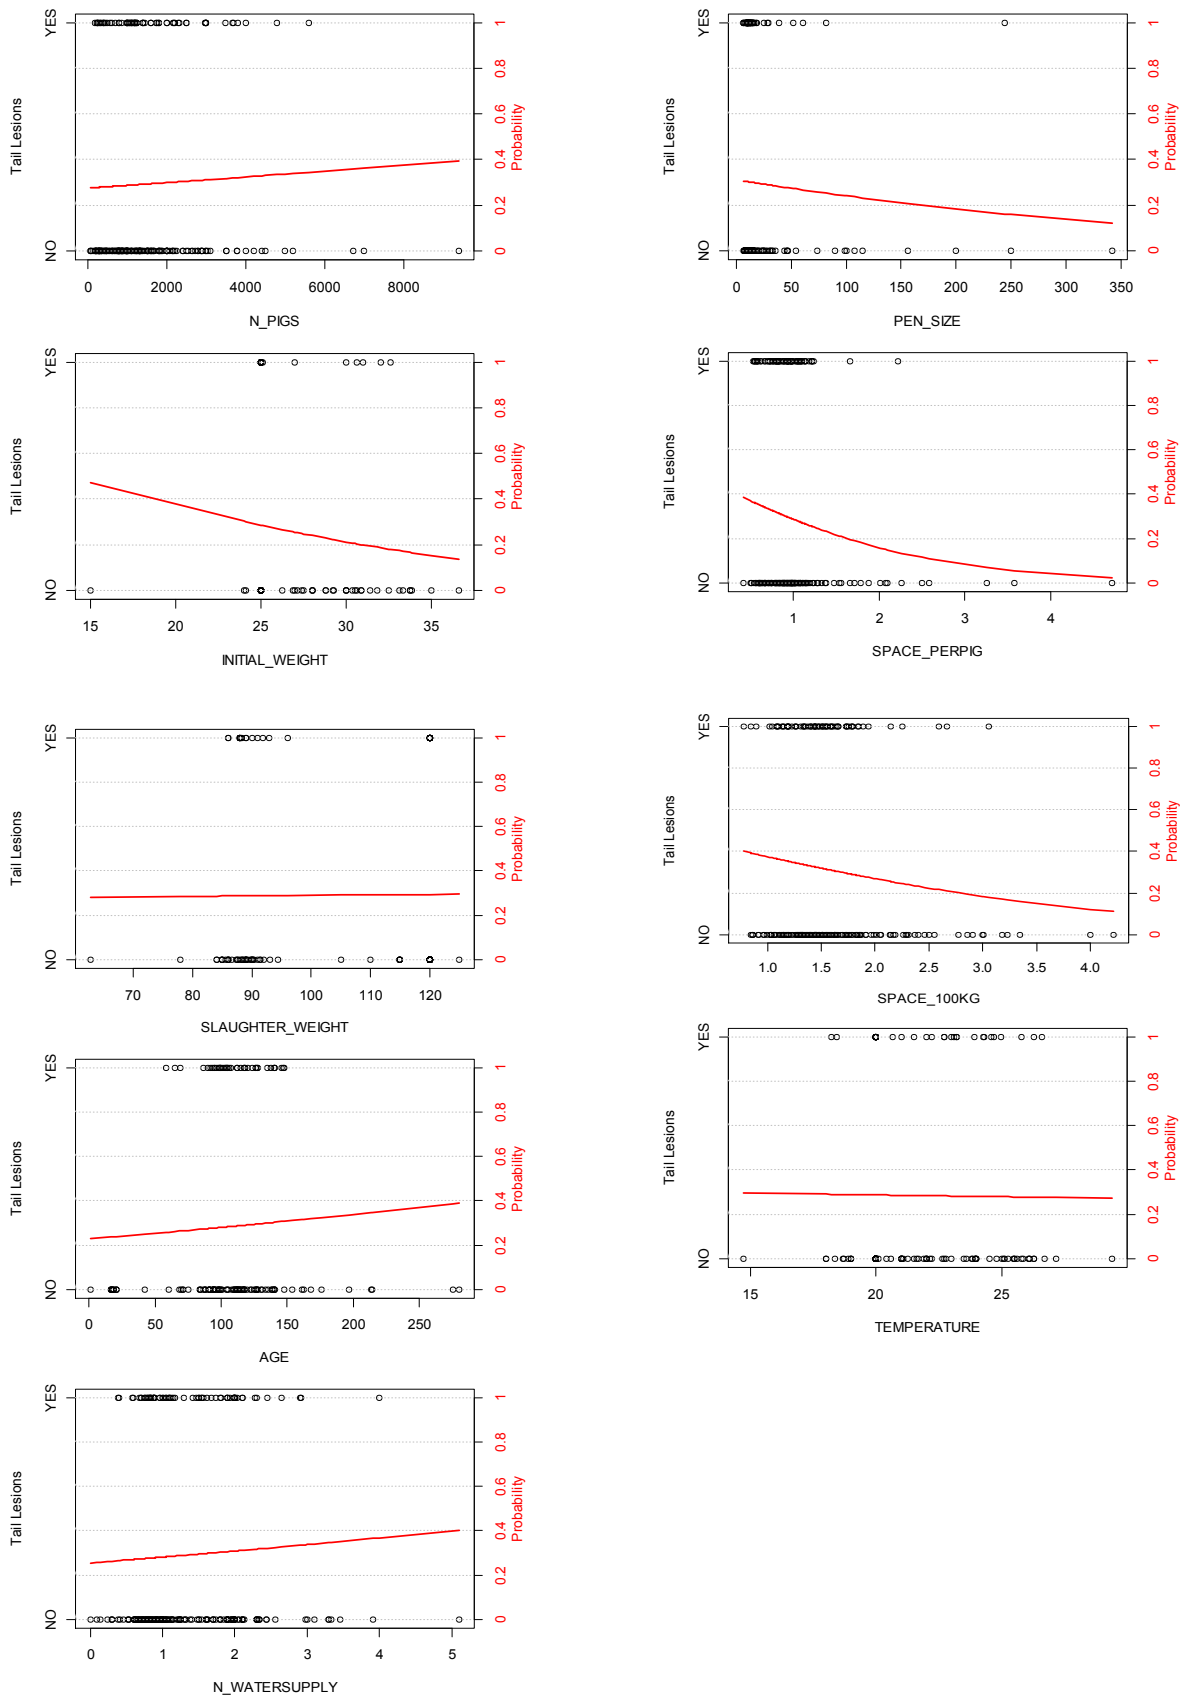 YES
NO
Tail Lesions
0 0.2 0.4 0.6 0.8 1
Probability
0 2000 4000 6000 8000
N_PIGS
YES
NO
Tail Lesions
0 0.2 0.4 0.6 0.8 1
Probability
0 50 100 150 200 250 300 350
PEN_SIZE
YES
NO
Tail Lesions
0 0.2 0.4 0.6 0.8 1
Probability
15 20 25 30 35
INITIAL_WEIGHT
YES
NO
Tail Lesions
0 0.2 0.4 0.6 0.8 1
Probability
1 2 3 4
SPACE_PERPIG
YES
NO
Tail Lesions
0 0.2 0.4 0.6 0.8 1
Probability
70 80 90 100 110 120
SLAUGHTER_WEIGHT
YES
NO
Tail Lesions
0 0.2 0.4 0.6 0.8 1
Probability
1.0 1.5 2.0 2.5 3.0 3.5 4.0
SPACE_100KG
YES
NO
Tail Lesions
0 0.2 0.4 0.6 0.8 1
Probability
0 50 100 150 200 250
AGE
YES
NO
Tail Lesions
0 0.2 0.4 0.6 0.8 1
Probability
15 20 25
TEMPERATURE
YES
NO
Tail Lesions
0 0.2 0.4 0.6 0.8 1
Probability
0 1 2 3 4 5
N_WATERSUPPLY